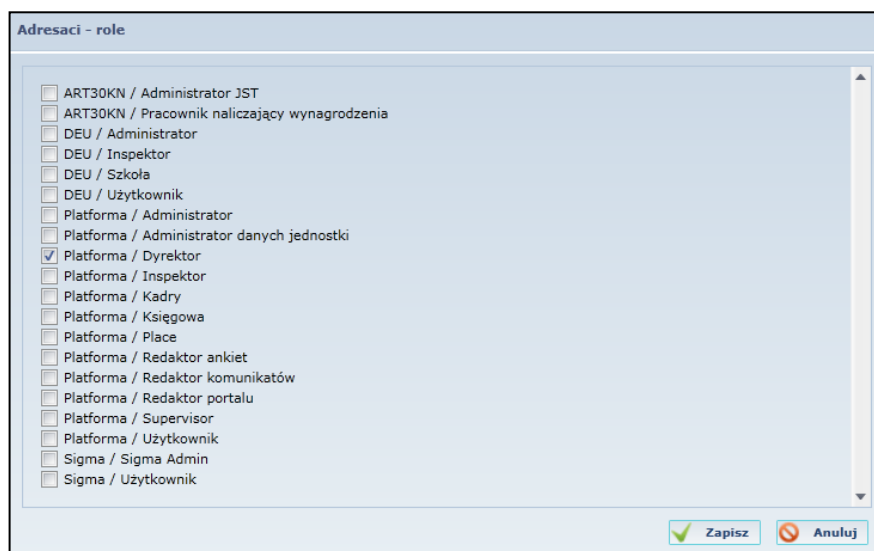 Adresaci - role
ART30KN / Administrator JST
ART30KN / Pracownik naliczający wynagrodzenia
DEU / Administrator
DEU / Inspektor
DEU / Szkoła
DEU / Użytkownik
Platforma / Administrator
Platforma / Administrator danych jednostki
Platforma / Dyrektor
Platforma / Inspektor
Platforma / Kadry
Platforma / Księgowa
Platforma / Place
Platforma / Redaktor ankiet
Platforma / Redaktor komunikatów
Platforma / Redaktor portalu
Platforma / Supervisor
Platforma / Użytkownik
Sigma / Sigma Admin
Sigma / Użytkownik
Zapisz Anuluj